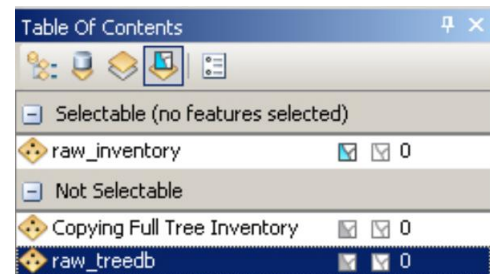 Table Of Contents
Selectable (no features selected)
raw_inventory 0
Not Selectable
Copying Full Tree Inventory 0
raw_treedb 0